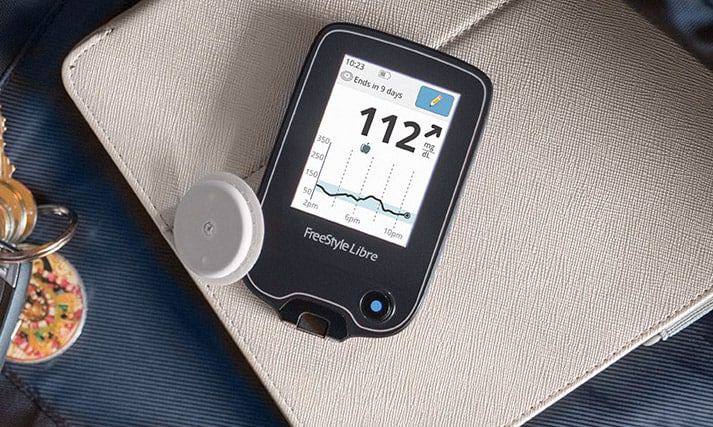 10:23
Ends in 9 days
112
mg
dL
350
250
150
50
2pm
6pm
10pm
FreeStyle Libre